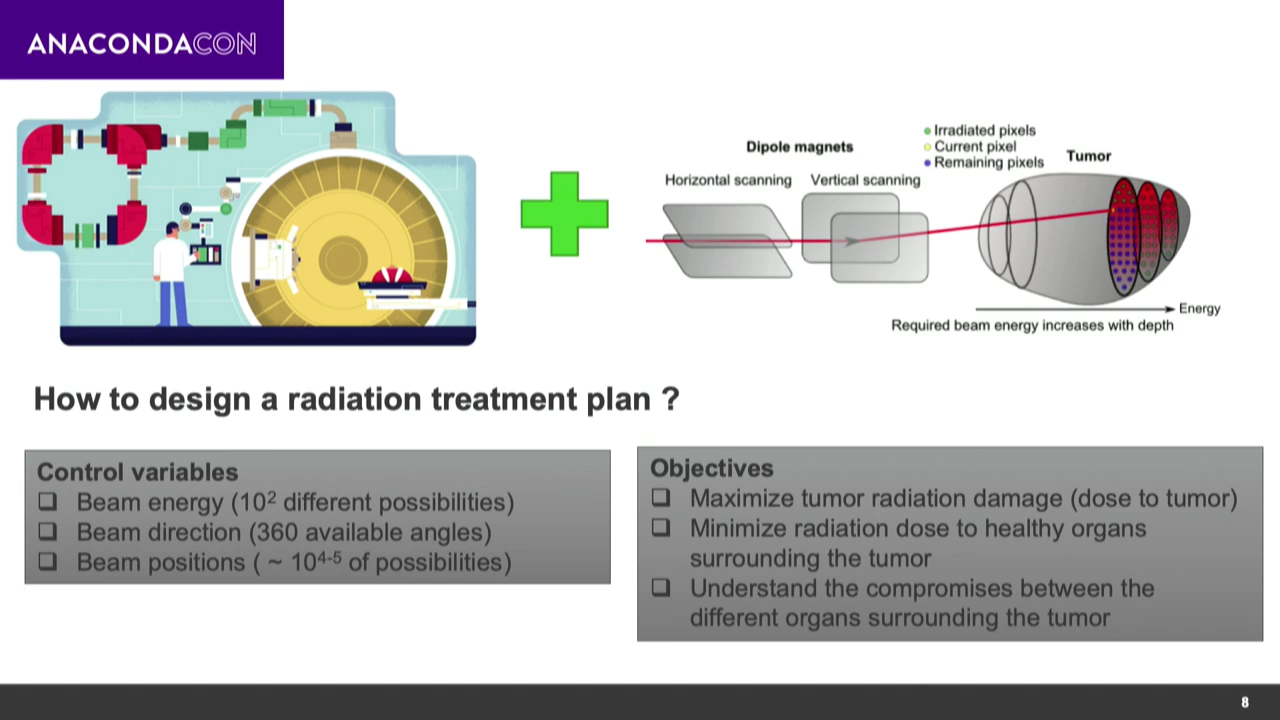 ANACONDACON
Dipole magnets
Horizontal scanning
Vertical scanning
Irradiated pixels
Current pixel
Remaining pixels
Tumor
Energy
Required beam energy increases with depth
How to design a radiation treatment plan ?
Control variables
❑ Beam energy (10² different possibilities)
❑ Beam direction (360 available angles)
❑ Beam positions ( ~ 10⁴⁻⁵ of possibilities)
Objectives
❑ Maximize tumor radiation damage (dose to tumor)
❑ Minimize radiation dose to healthy organs
surrounding the tumor
❑ Understand the compromises between the
different organs surrounding the tumor
8